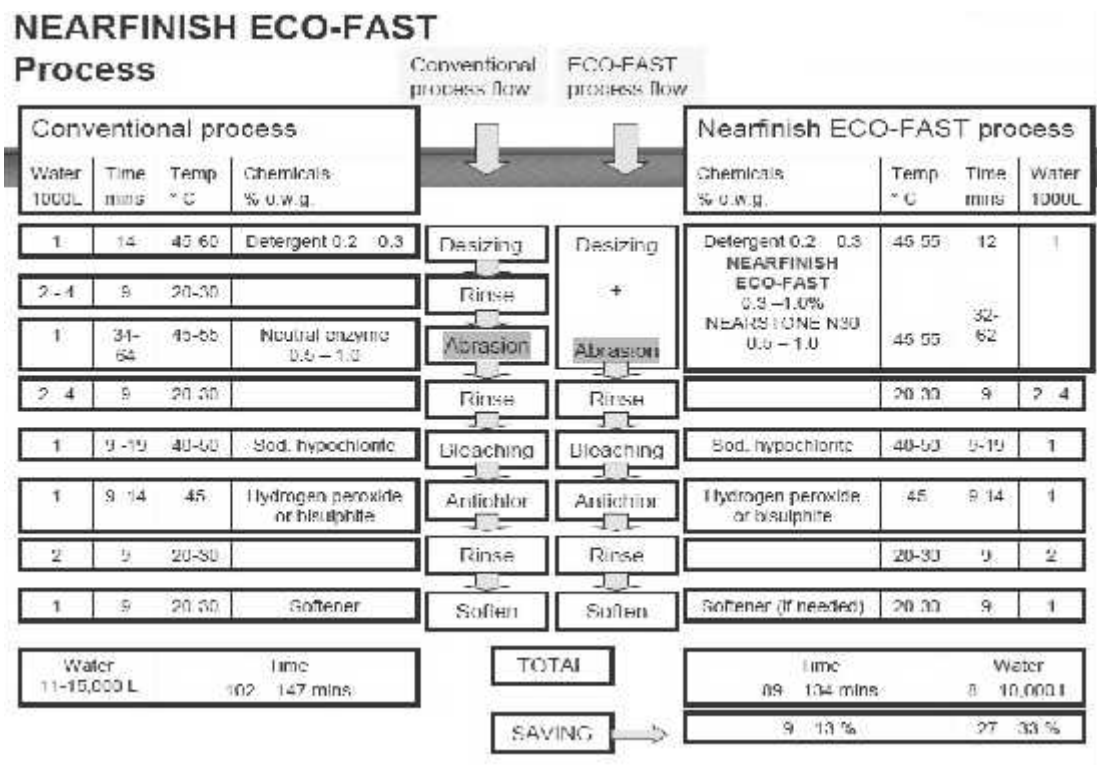 NEARFINISH ECO-FAST
Process
Conventional
process flow
ECO-FAST
process flow
Conventional process
Water Time Temp Chemicals
1000L mins ° C % o.w.g.
1 14 45-60 Detergent 0.2 0.3
2 - 4 9 20-30
1 34- 45-55 Neutral enzyme
64 0.5 – 1.0
2 4 9 20-30
1 9 -19 40-50 Sod. hypochlorite
1 9 14 45 Hydrogen peroxide
or bisulphite
2 9 20-30
1 9 20-30 Softener
Water Time
11-15,000 L 102 147 mins
Desizing
Rinse
Abrasion
Rinse
Bleaching
Antichlor
Rinse
Soften
Desizing
+
Abrasion
Rinse
Bleaching
Antichlor
Rinse
Soften
TOTAL
SAVING
Nearfinish ECO-FAST process
Chemicals Temp Time Water
% o.w.g. ° C mins 1000L
Detergent 0.2 0.3 45-55 12 1
NEARFINISH
ECO-FAST
0.3 –1.0%
NEARSTONE N30 32-
0.5 – 1.0 45-55 62
20-30 9 2 4
Sod. hypochlorite 40-50 9-19 1
Hydrogen peroxide 45 9 14 1
or bisulphite
20-30 9 2
Softener (if needed) 20-30 9 1
Time Water
89 134 mins 8 10,000 L
9 13 % 27 33 %